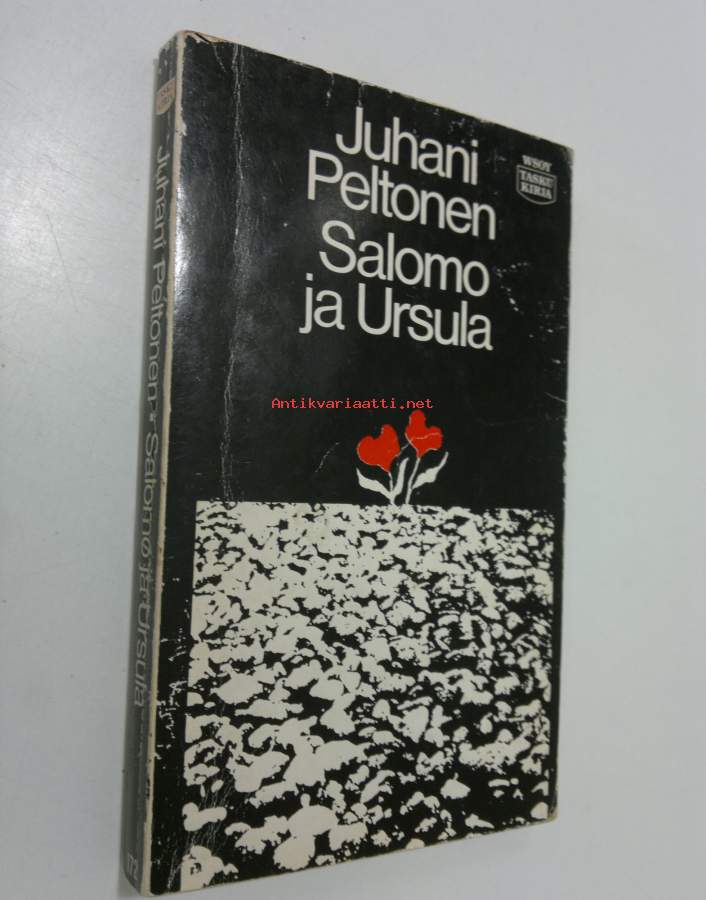 Juhani
Peltonen
Salomo
ja Ursula
WSOY
TASKU
KIRJA
Antikvariaatti.net
Juhani Peltonen * Salomo ja Ursula
172